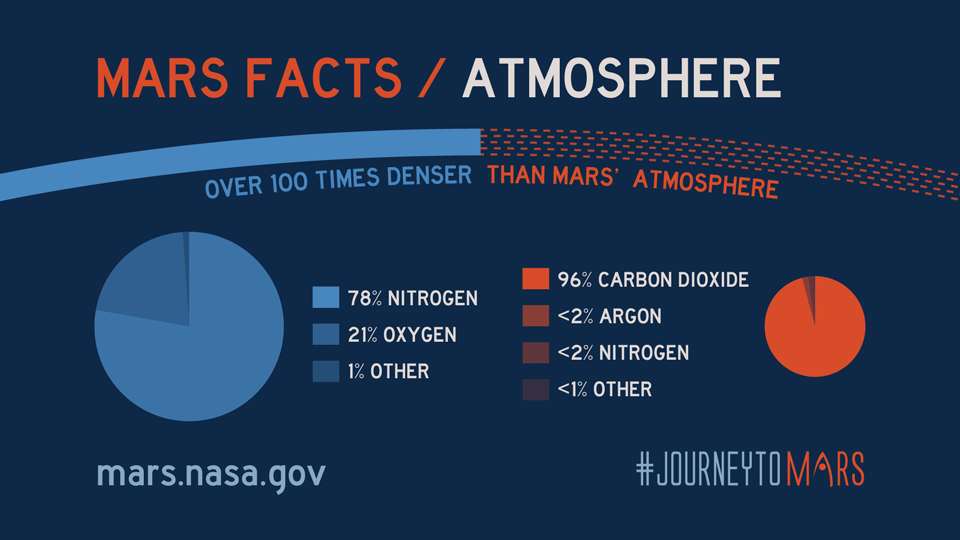 MARS FACTS / ATMOSPHERE
OVER 100 TIMES DENSER THAN MARS' ATMOSPHERE
78% NITROGEN
21% OXYGEN
1% OTHER
96% CARBON DIOXIDE
<2% ARGON
<2% NITROGEN
<1% OTHER
mars.nasa.gov
#JOURNEYTOMARS